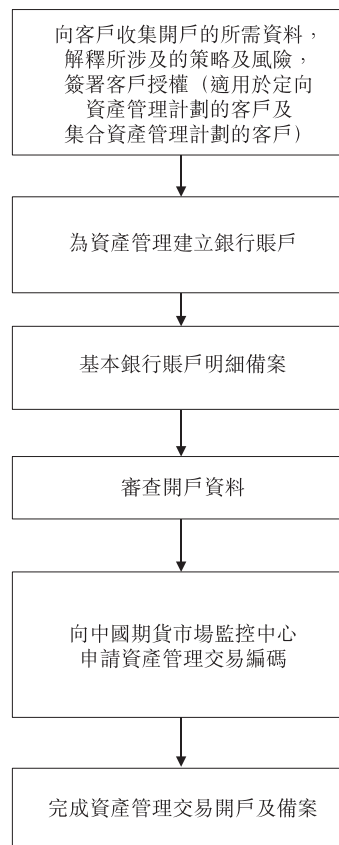 向客戶收集開戶的所需資料，
解釋所涉及的策略及風險，
簽署客戶授權（適用於定向
資產管理計劃的客戶及
集合資產管理計劃的客戶）
為資產管理建立銀行賬戶
基本銀行賬戶明細備案
審查開戶資料
向中國期貨市場監控中心
申請資產管理交易編碼
完成資產管理交易開戶及備案